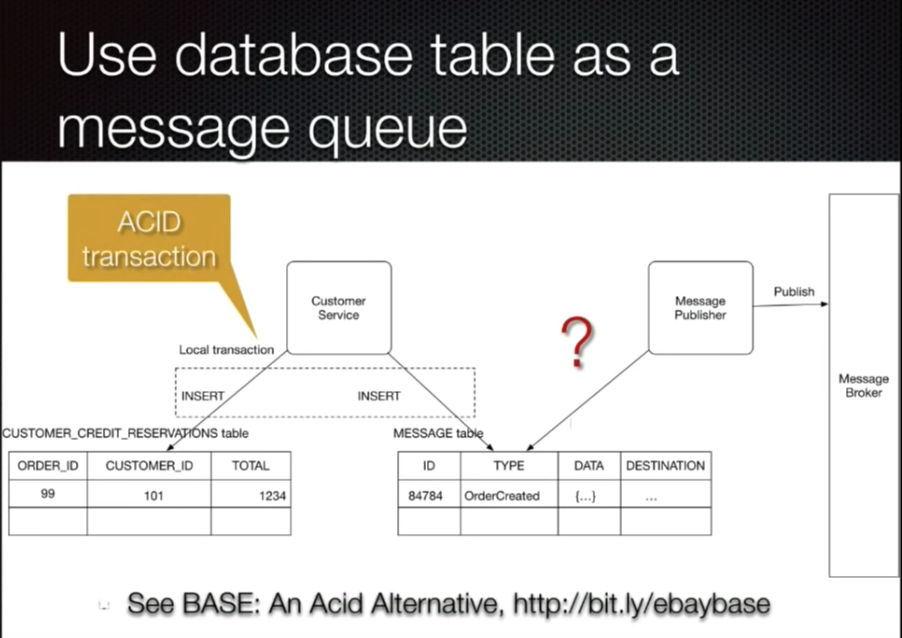 Use database table as a
message queue
ACID
transaction
Customer
Service
Message
Publisher
Publish
?
Local transaction
INSERT
INSERT
Message
Broker
CUSTOMER_CREDIT_RESERVATIONS table
ORDER_ID CUSTOMER_ID TOTAL
99 101 1234
MESSAGE table
ID TYPE DATA DESTINATION
84784 OrderCreated {...} ...
See BASE: An Acid Alternative, http://bit.ly/ebaybase